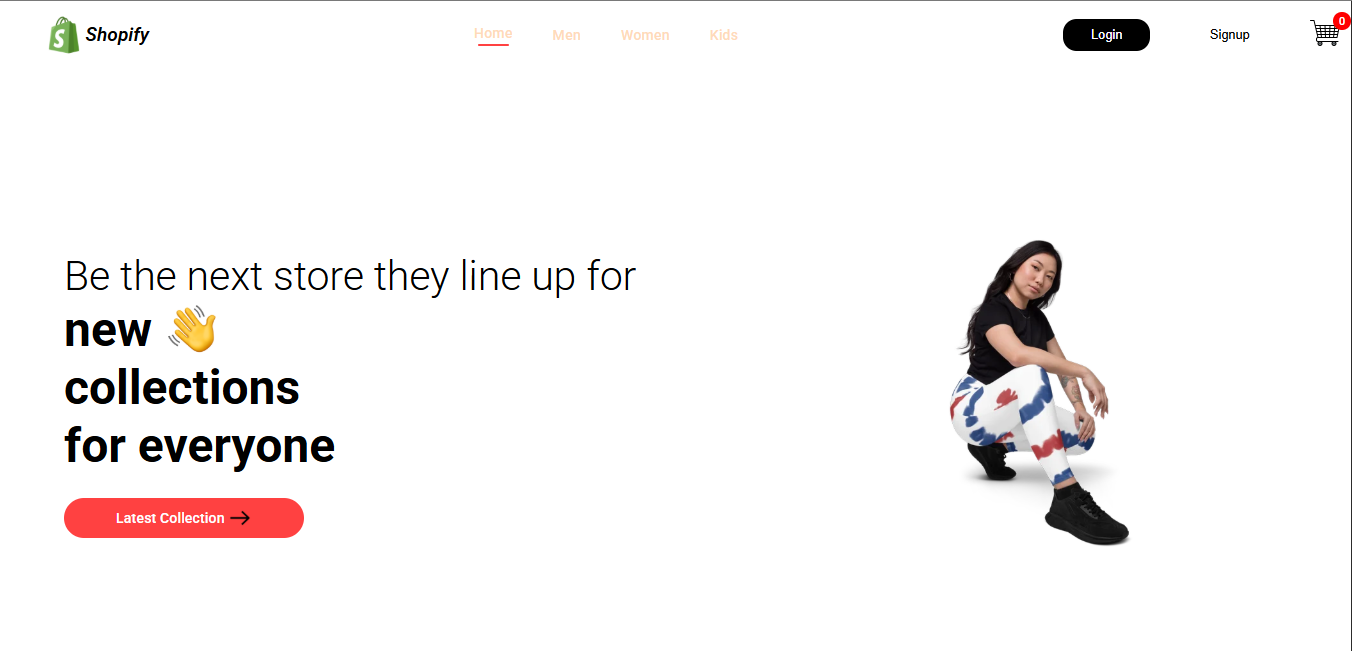 Shopify
Home Men Women Kids
Login Signup 0
Be the next store they line up for
new 👋
collections
for everyone
Latest Collection →